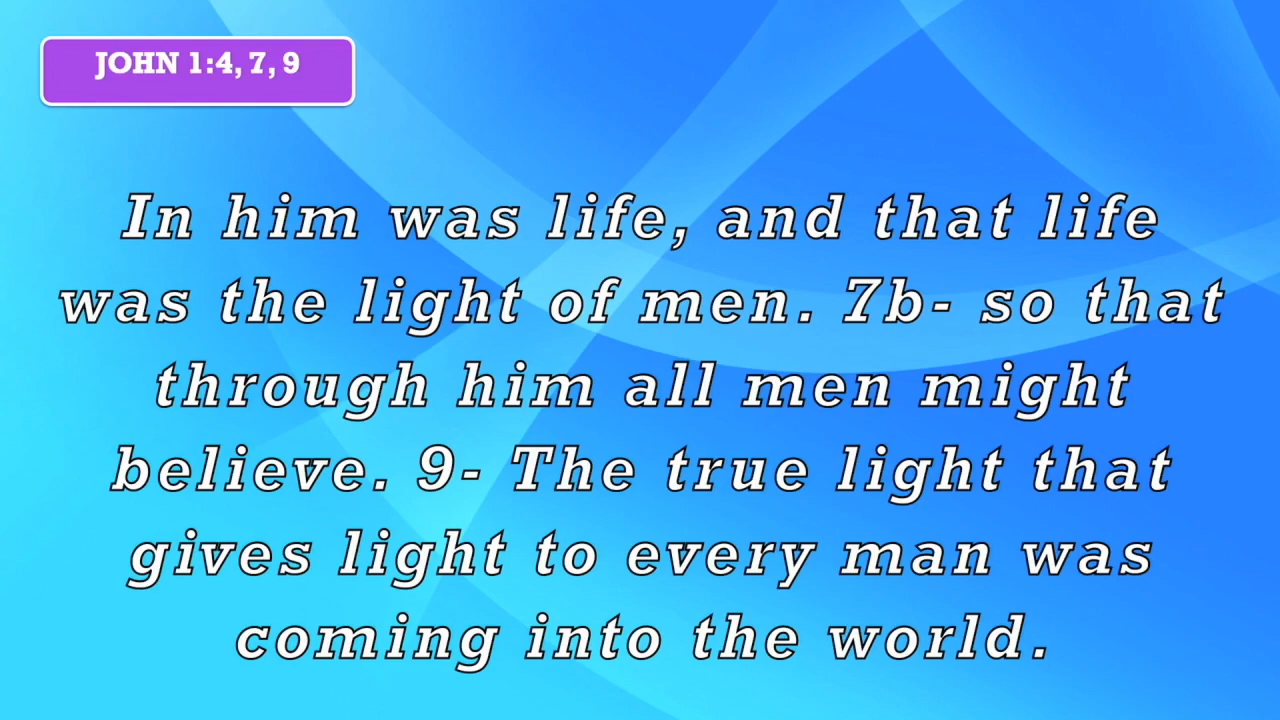 JOHN 1:4, 7, 9
In him was life, and that life
was the light of men. 7b- so that
through him all men might
believe. 9- The true light that
gives light to every man was
coming into the world.